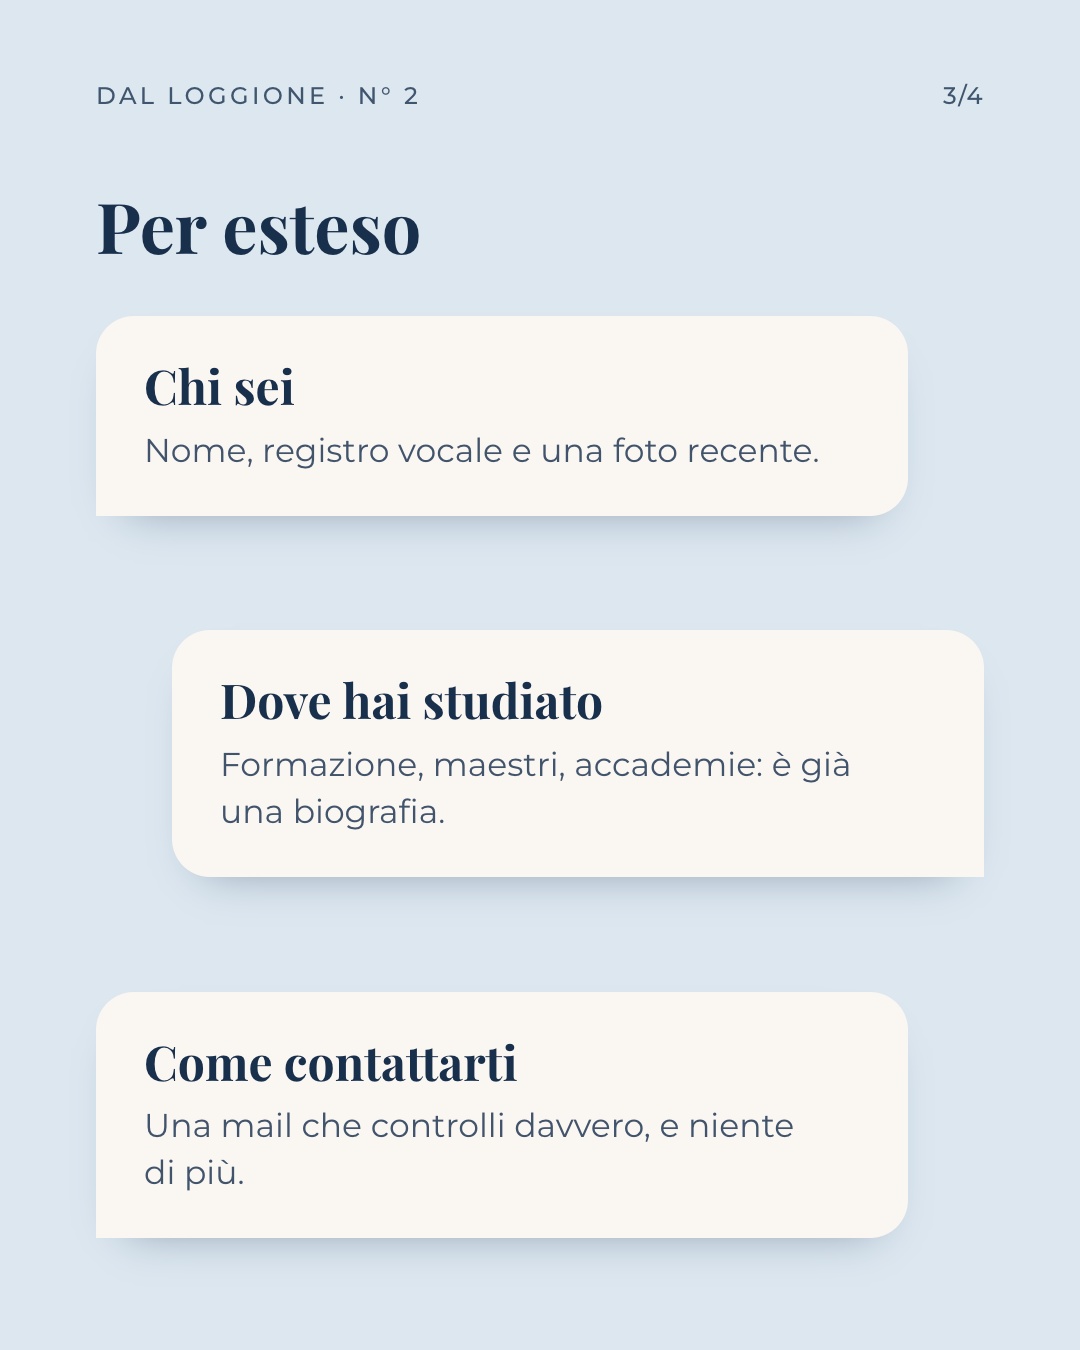 DAL LOGGIONE · N° 2
3/4
Per esteso
Chi sei
Nome, registro vocale e una foto recente.
Dove hai studiato
Formazione, maestri, accademie: è già
una biografia.
Come contattarti
Una mail che controlli davvero, e niente
di più.